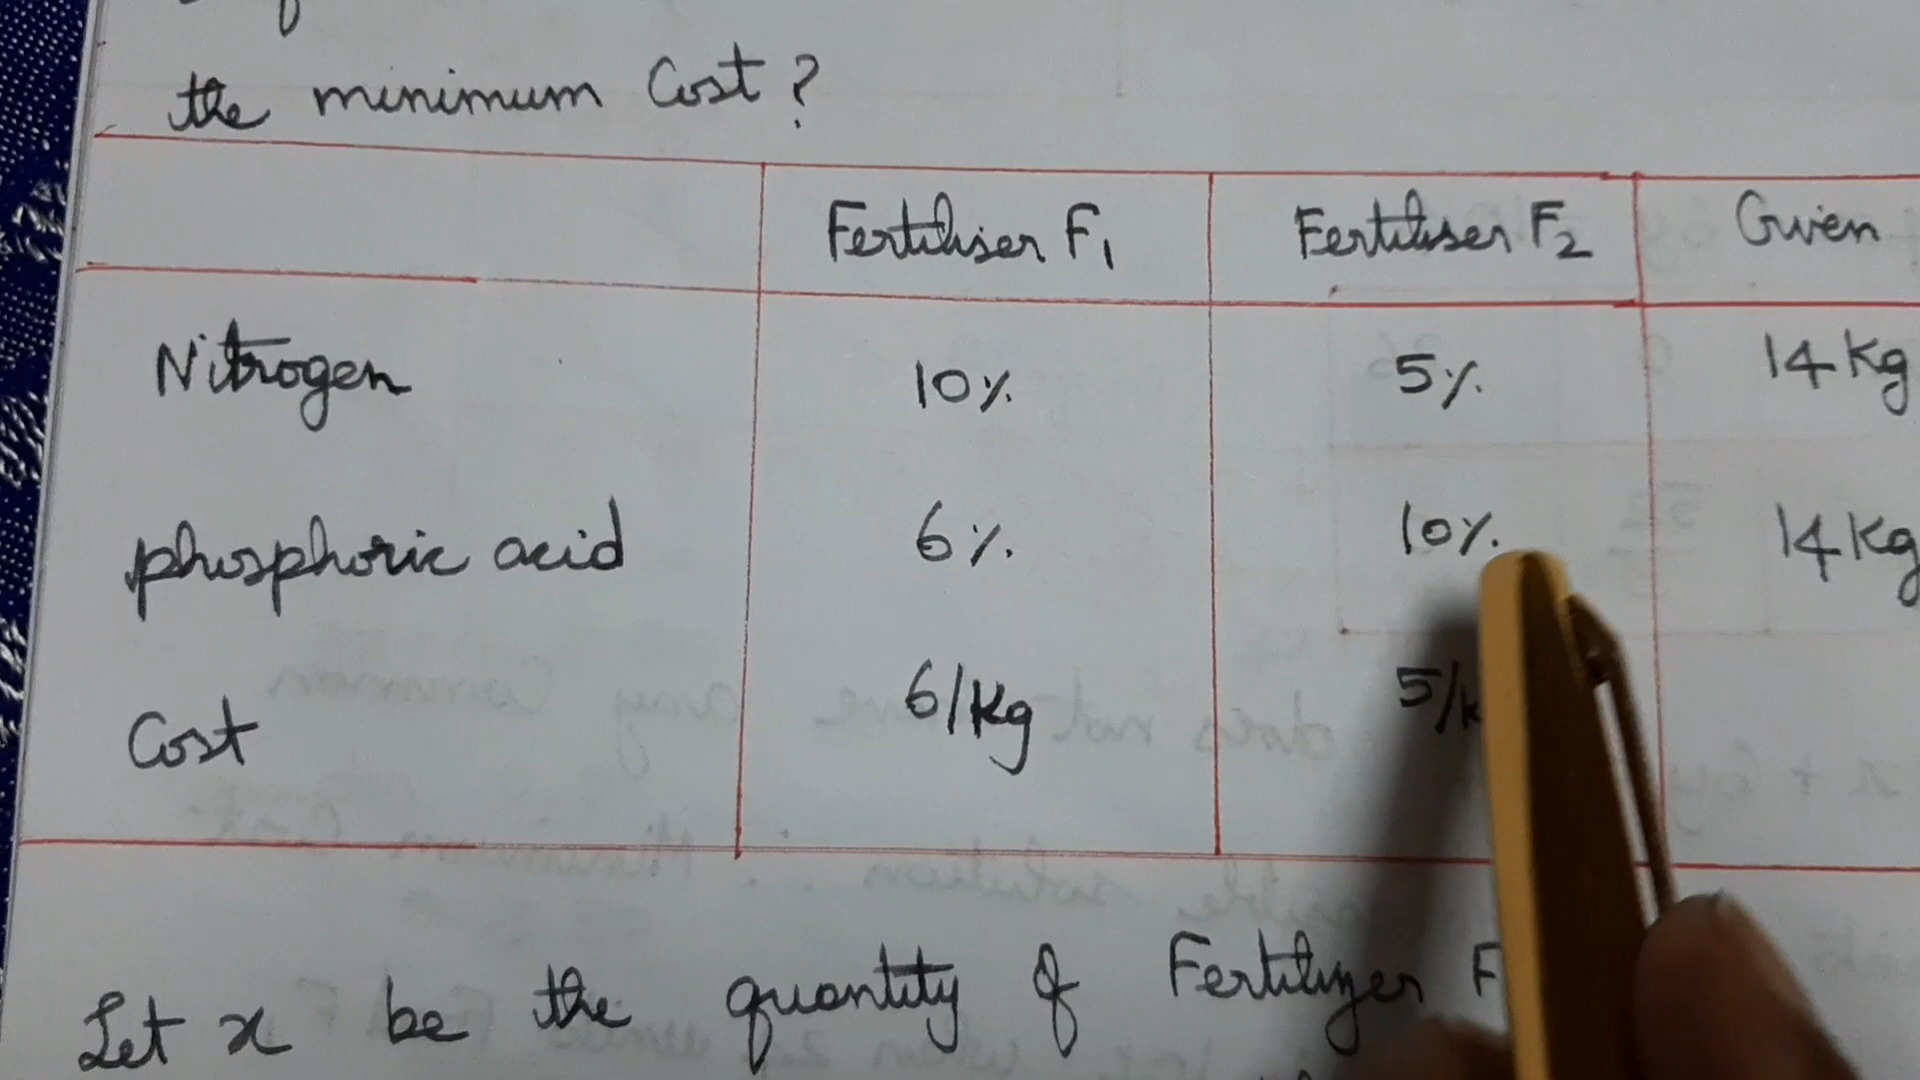 the minimum Cost?
Fertiliser F1 Fertiliser F2 Given
Nitrogen 10% 5% 14 Kg
phosphoric acid 6% 10% 14 Kg
Cost 6/Kg 5/k
Let x be the quantity of Fertilizer F